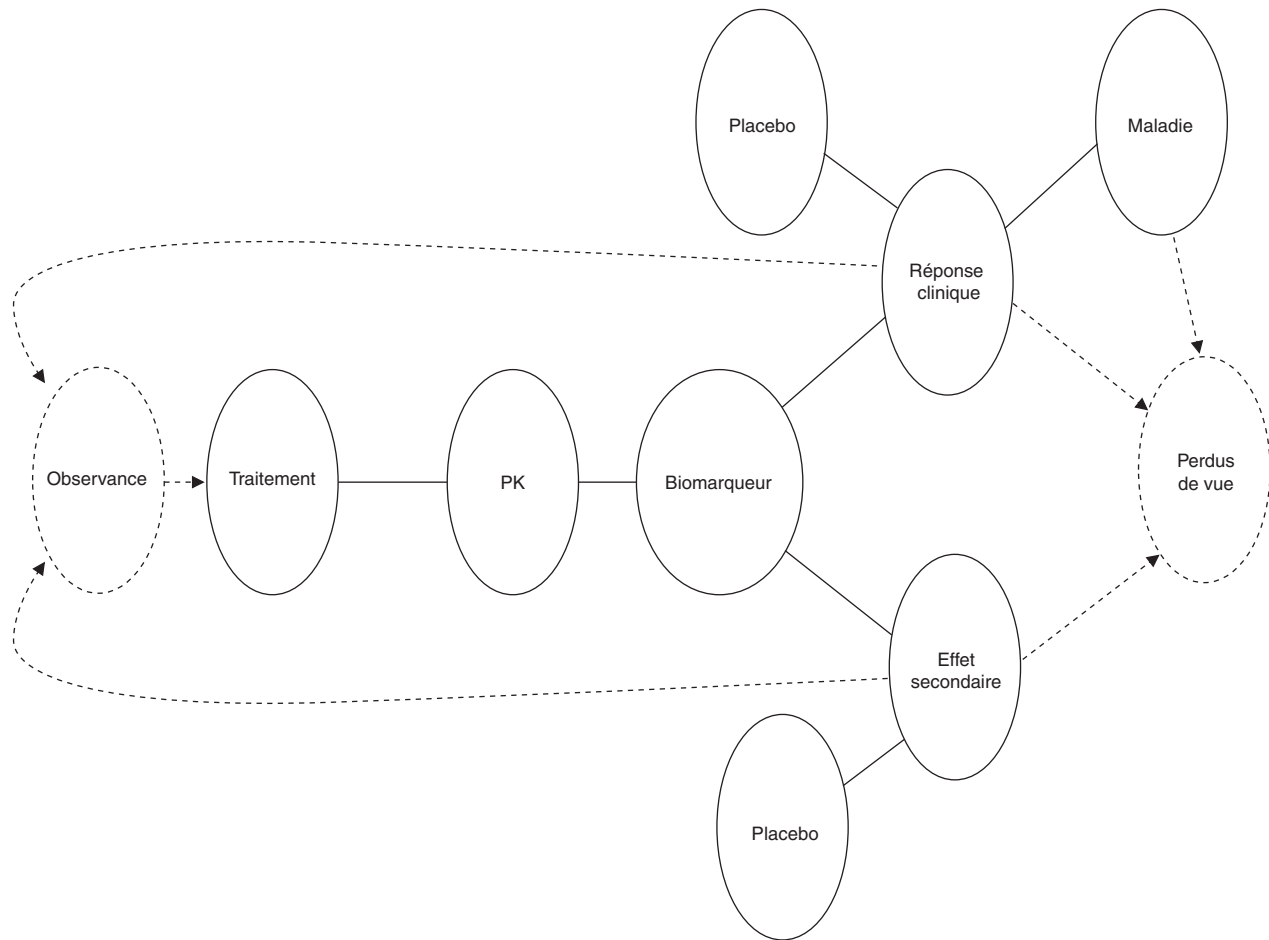 Placebo
Maladie
Réponse
clinique
Observance
Traitement
PK
Biomarqueur
Perdus
de vue
Effet
secondaire
Placebo